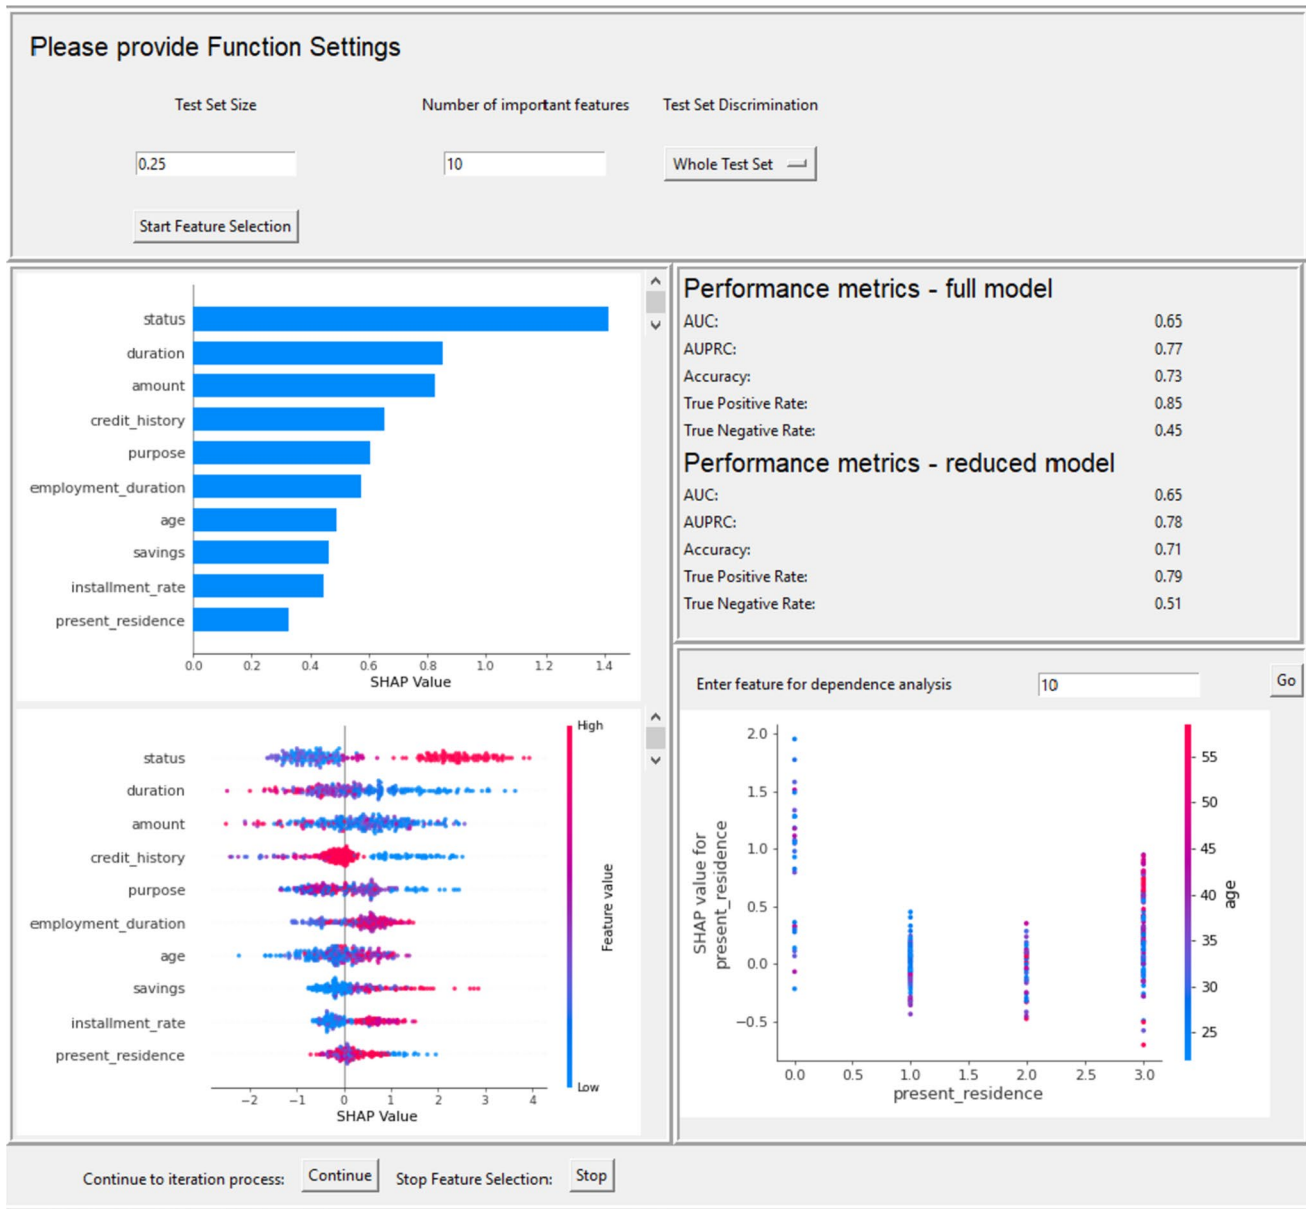 Please provide Function Settings
Test Set Size
Number of important features
Test Set Discrimination
0.25
10
Whole Test Set
Start Feature Selection
status
duration
amount
credit_history
purpose
employment_duration
age
savings
installment_rate
present_residence
0.0 0.2 0.4 0.6 0.8 1.0 1.2 1.4
SHAP Value
High
status
duration
amount
credit_history
purpose
employment_duration
age
savings
installment_rate
present_residence
Feature value
Low
−2 −1 0 1 2 3 4
SHAP Value
Performance metrics - full model
AUC: 0.65
AUPRC: 0.77
Accuracy: 0.73
True Positive Rate: 0.85
True Negative Rate: 0.45
Performance metrics - reduced model
AUC: 0.65
AUPRC: 0.78
Accuracy: 0.71
True Positive Rate: 0.79
True Negative Rate: 0.51
Enter feature for dependence analysis 10 Go
SHAP value for
present_residence
2.0
1.5
1.0
0.5
0.0
−0.5
0.0 0.5 1.0 1.5 2.0 2.5 3.0
present_residence
55
50
45
40
35
30
25
age
Continue to iteration process: Continue Stop Feature Selection: Stop